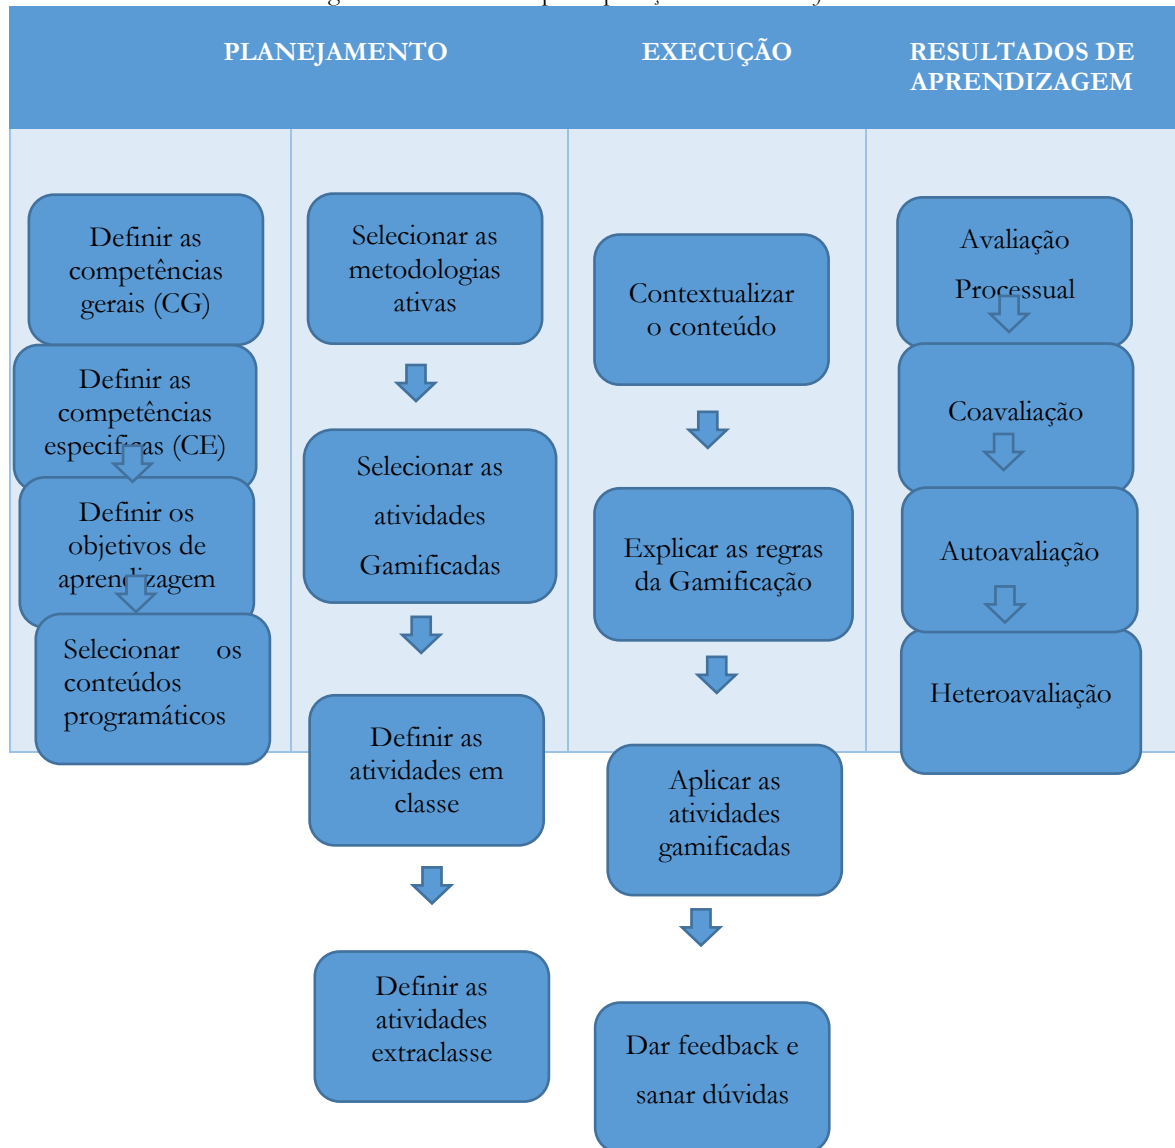 PLANEJAMENTO
EXECUÇÃO
RESULTADOS DE
APRENDIZAGEM
Definir as
competências
gerais (CG)
Definir as
competências
especificas (CE)
Definir os
objetivos de
aprendizagem
Selecionar os
conteúdos
programáticos
Selecionar as
metodologias
ativas
Selecionar as
atividades
Gamificadas
Definir as
atividades em
classe
Definir as
atividades
extraclasse
Contextualizar
o conteúdo
Explicar as regras
da Gamificação
Aplicar as
atividades
gamificadas
Dar feedback e
sanar dúvidas
Avaliação
Processual
Coavaliação
Autoavaliação
Heteroavaliação